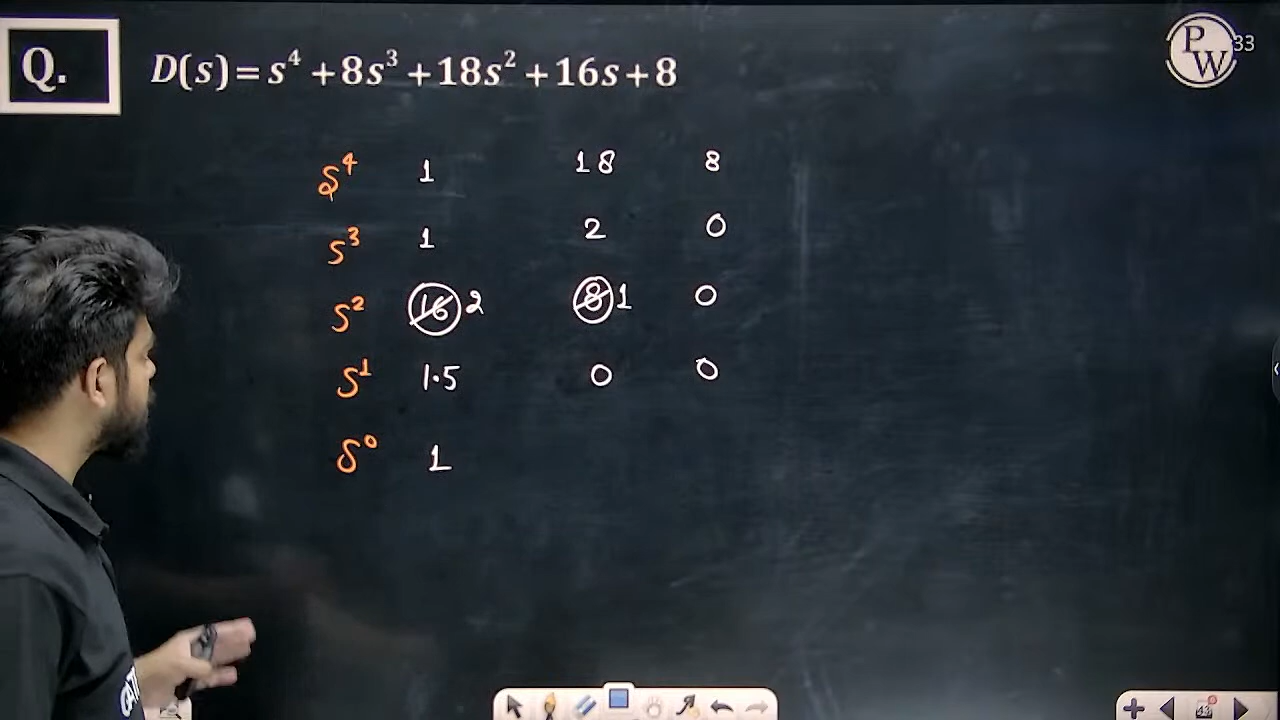 Q. D(s) = s⁴ + 8s³ + 18s² + 16s + 8
PW 33
s⁴ 1 18 8
s³ 1 2 0
s² 16 2 8 1 0
s¹ 1.5 0 0
s⁰ 1